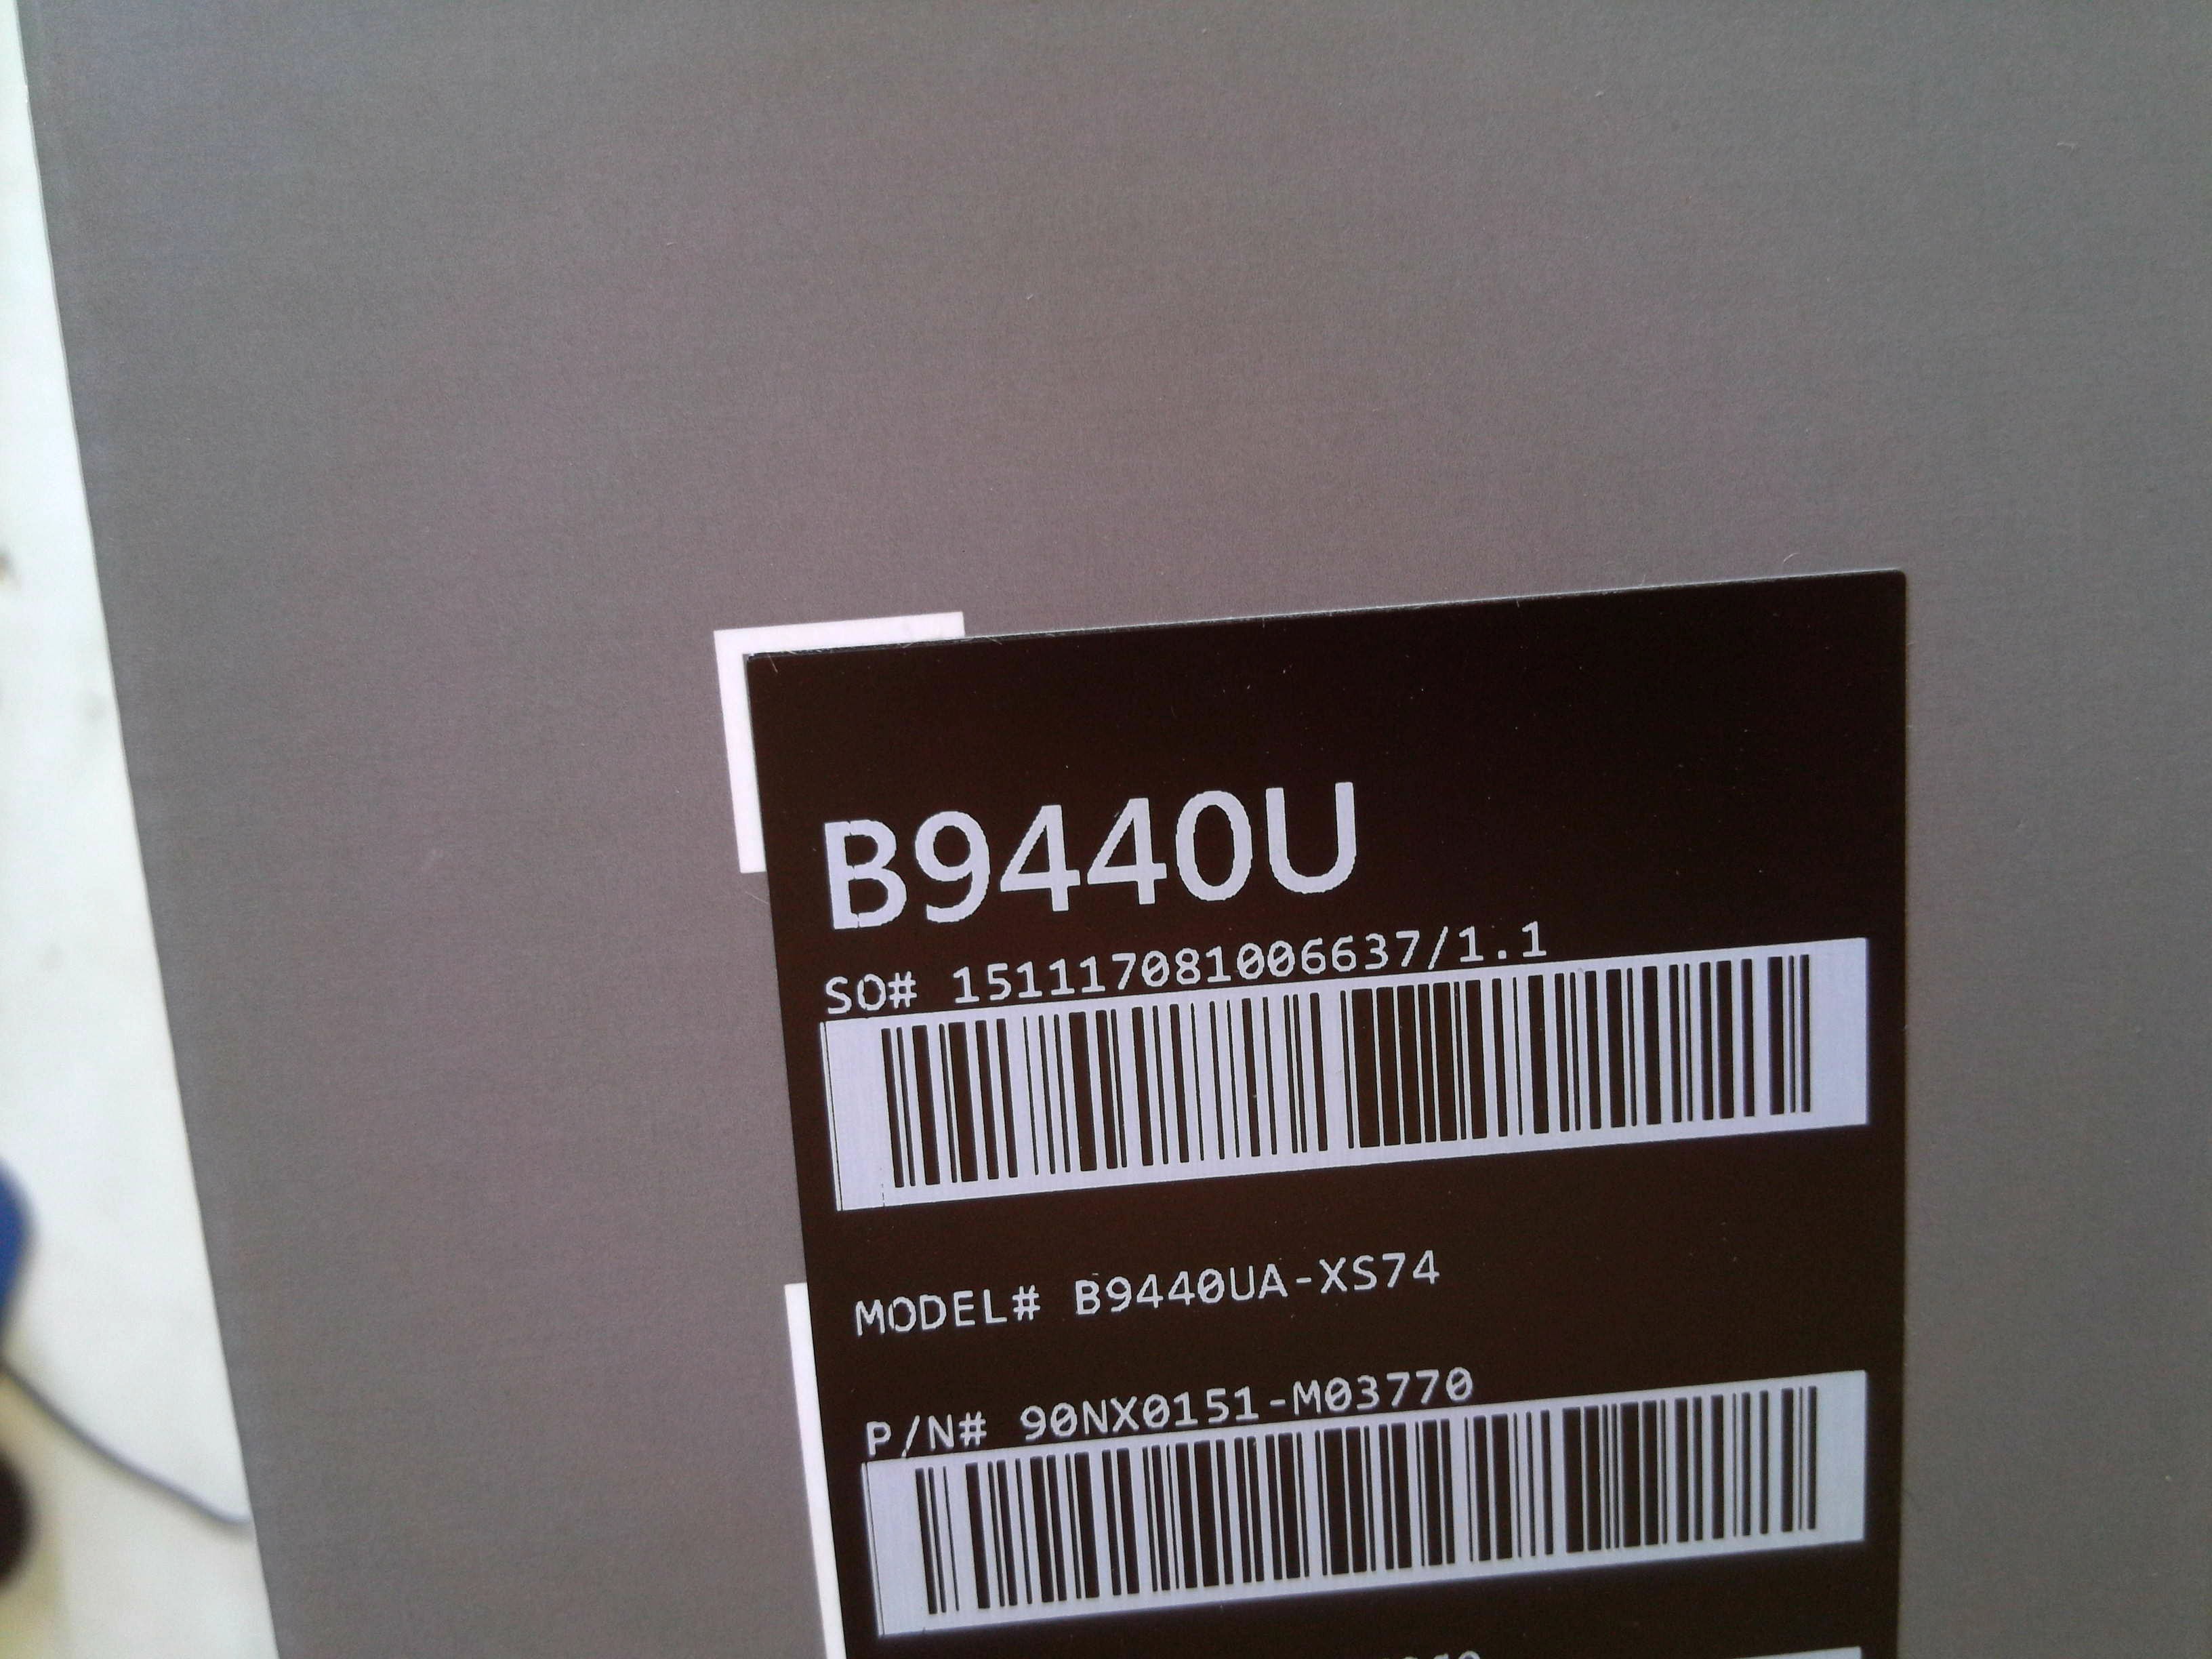 B9440U
SO# 151117081006637/1.1
MODEL# B9440UA-XS74
P/N# 90NX0151-M03770